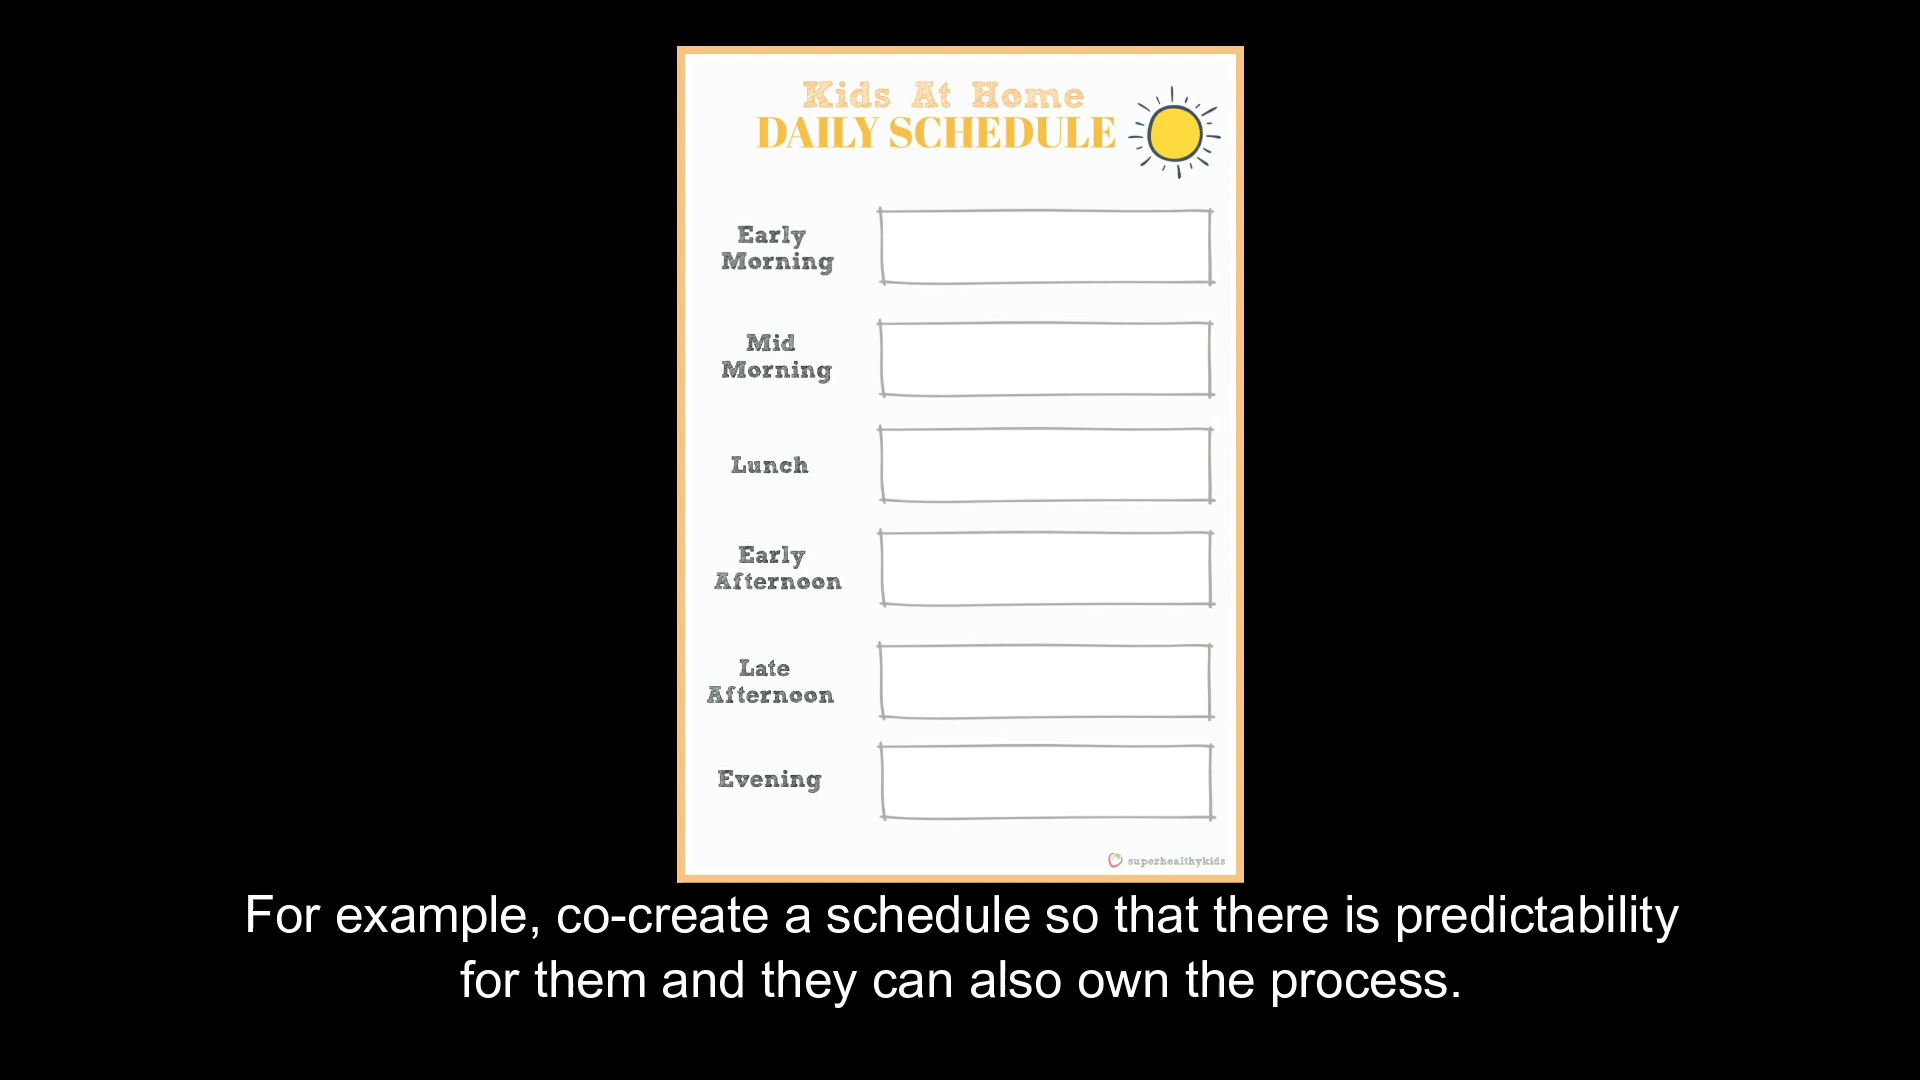 Kids At Home
DAILY SCHEDULE
Early
Morning
Mid
Morning
Lunch
Early
Afternoon
Late
Afternoon
Evening
superhealthykids
For example, co-create a schedule so that there is predictability
for them and they can also own the process.